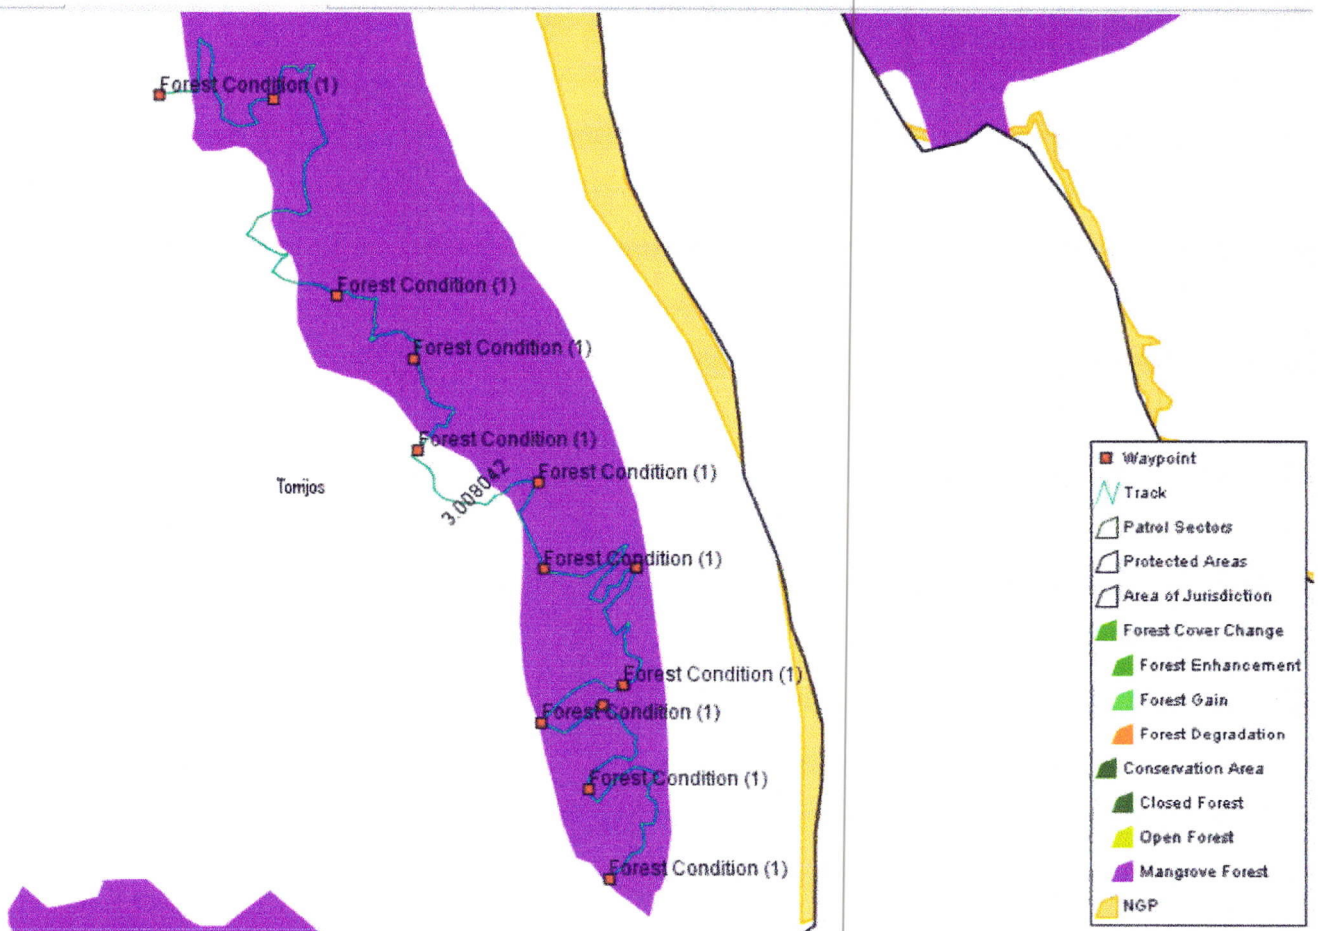 Forest Condition (1)
Forest Condition (1)
Forest Condition (1)
Forest Condition (1)
Forest Condition (1)
3.008042
Torrijos
Forest Condition (1)
Forest Condition (1)
Forest Condition (1)
Forest Condition (1)
Forest Condition (1)
Waypoint
Track
Patrol Sectors
Protected Areas
Area of Jurisdiction
Forest Cover Change
Forest Enhancement
Forest Gain
Forest Degradation
Conservation Area
Closed Forest
Open Forest
Mangrove Forest
NGP